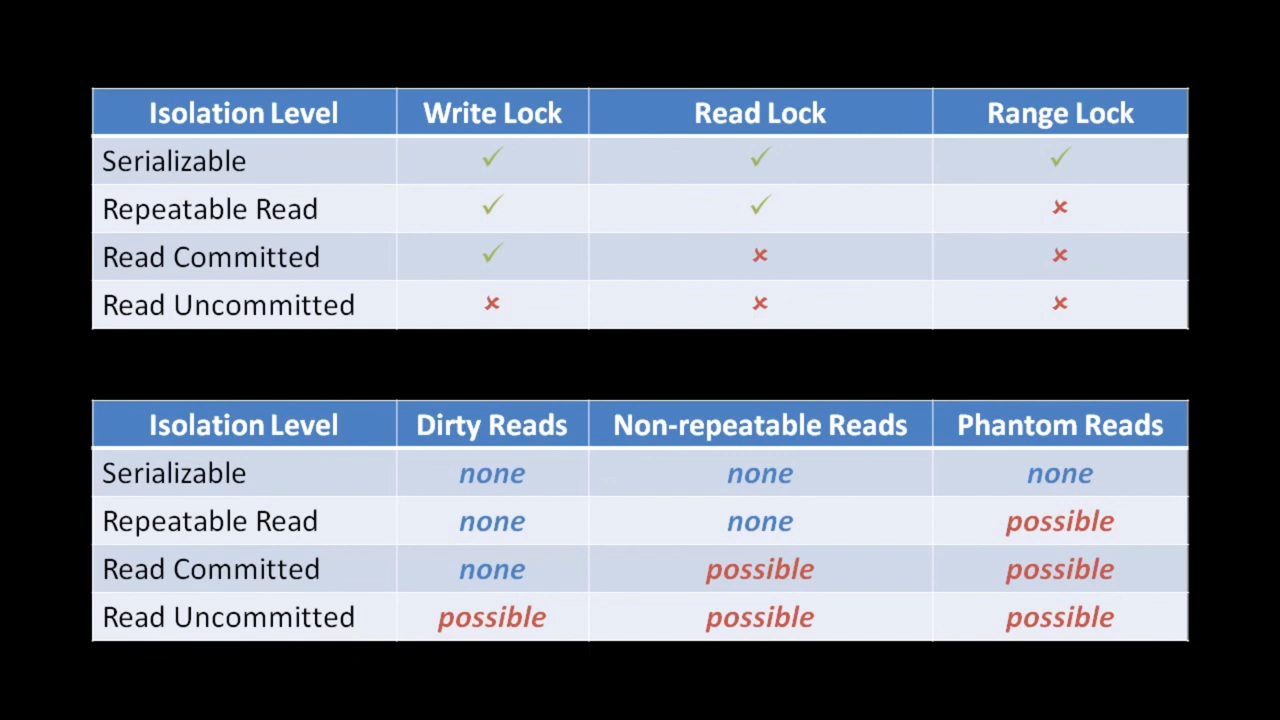 Isolation Level Write Lock Read Lock Range Lock
Serializable ✓ ✓ ✓
Repeatable Read ✓ ✓ ×
Read Committed ✓ × ×
Read Uncommitted × × ×
Isolation Level Dirty Reads Non-repeatable Reads Phantom Reads
Serializable none none none
Repeatable Read none none possible
Read Committed none possible possible
Read Uncommitted possible possible possible